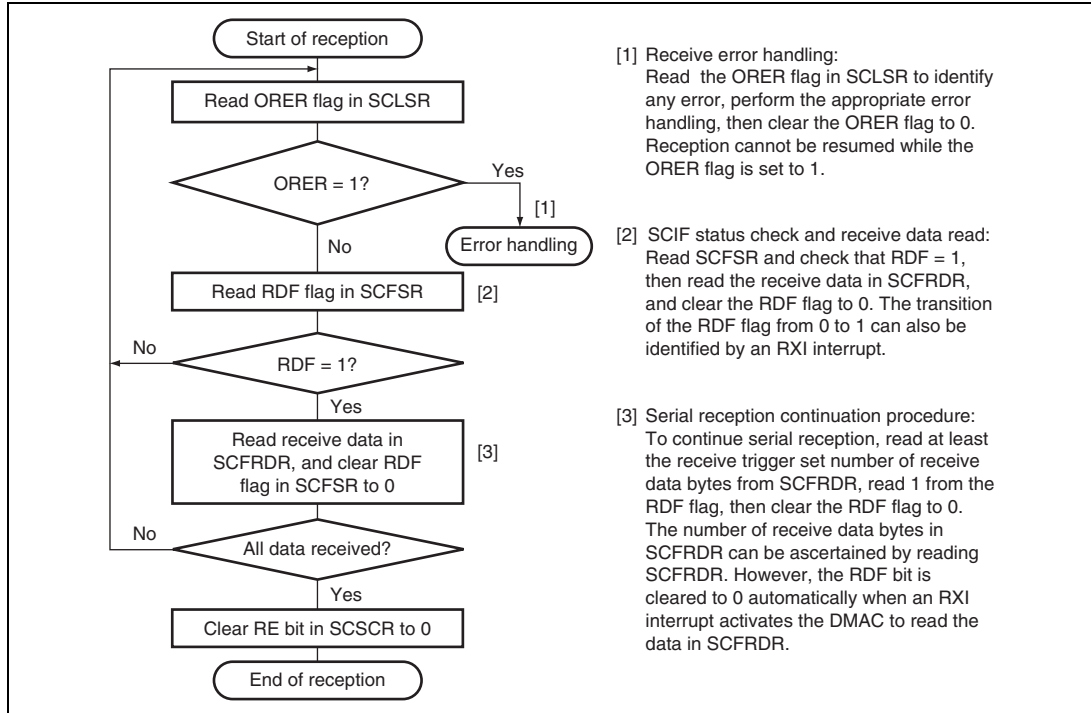 Start of reception
Read ORER flag in SCLSR
ORER = 1?
Yes
[1]
Error handling
No
Read RDF flag in SCFSR
[2]
No
RDF = 1?
Yes
Read receive data in
SCFRDR, and clear RDF
flag in SCFSR to 0
[3]
No
All data received?
Yes
Clear RE bit in SCSCR to 0
End of reception
[1] Receive error handling:
Read the ORER flag in SCLSR to identify
any error, perform the appropriate error
handling, then clear the ORER flag to 0.
Reception cannot be resumed while the
ORER flag is set to 1.
[2] SCIF status check and receive data read:
Read SCFSR and check that RDF = 1,
then read the receive data in SCFRDR,
and clear the RDF flag to 0. The transition
of the RDF flag from 0 to 1 can also be
identified by an RXI interrupt.
[3] Serial reception continuation procedure:
To continue serial reception, read at least
the receive trigger set number of receive
data bytes from SCFRDR, read 1 from the
RDF flag, then clear the RDF flag to 0.
The number of receive data bytes in
SCFRDR can be ascertained by reading
SCFRDR. However, the RDF bit is
cleared to 0 automatically when an RXI
interrupt activates the DMAC to read the
data in SCFRDR.